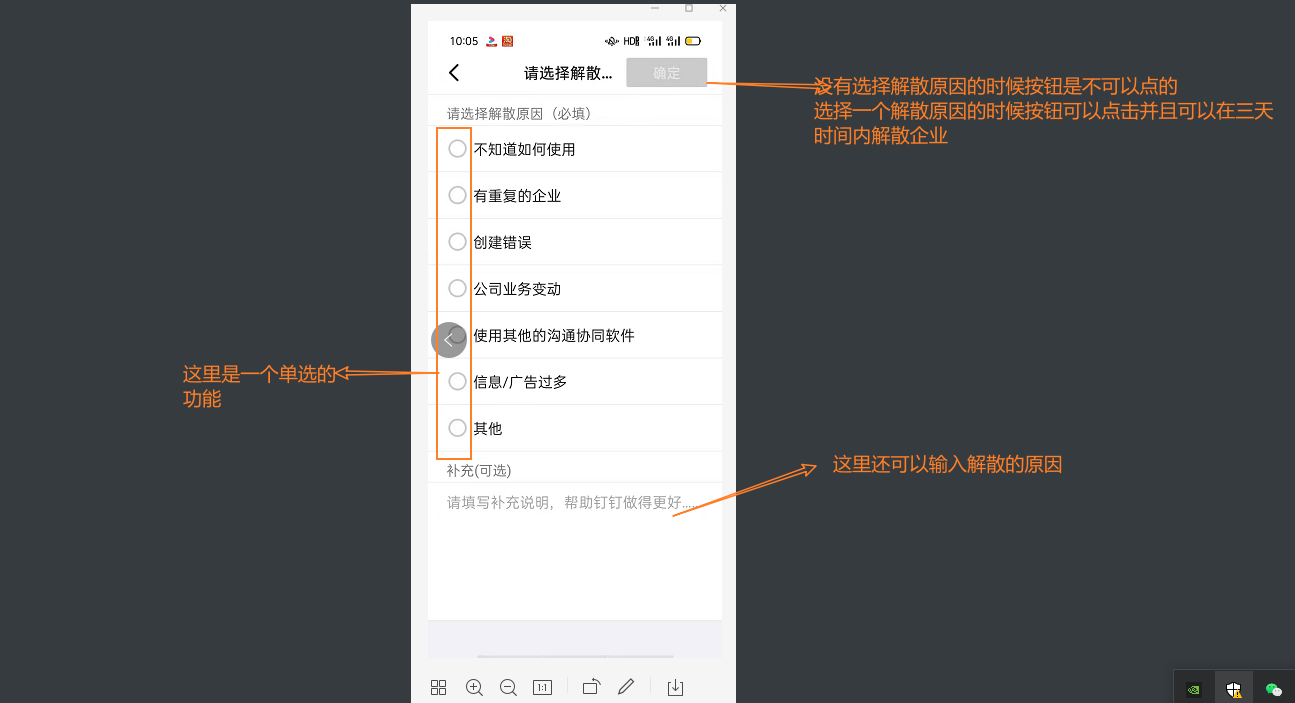 10:05
HD
4G
4G
请选择解散...
确定
没有选择解散原因的时候按钮是不可以点的
选择一个解散原因的时候按钮可以点击并且可以在三天
时间内解散企业
请选择解散原因（必填）
不知道如何使用
有重复的企业
创建错误
公司业务变动
使用其他的沟通协同软件
信息/广告过多
其他
这里是一个单选的
功能
补充(可选)
请填写补充说明，帮助钉钉做得更好.....
这里还可以输入解散的原因
1:1